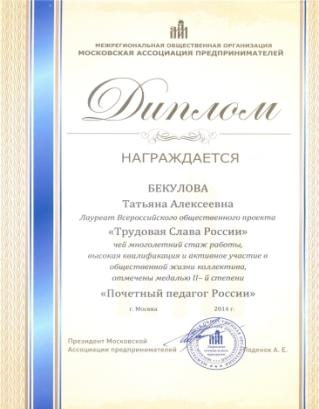 МЕЖРЕГИОНАЛЬНАЯ ОБЩЕСТВЕННАЯ ОРГАНИЗАЦИЯ
МОСКОВСКАЯ АССОЦИАЦИЯ ПРЕДПРИНИМАТЕЛЕЙ
Диплом
НАГРАЖДАЕТСЯ
БЕКУЛОВА
Татьяна Алексеевна
Лауреат Всероссийского общественного проекта
«Трудовая Слава России»
чей многолетний стаж работы,
высокая квалификация и активное участие в
общественной жизни коллектива,
отмечены медалью II– й степени
«Почетный педагог России»
г. Москва 2014 г.
Президент Московской
Ассоциации предпринимателей А. Е.